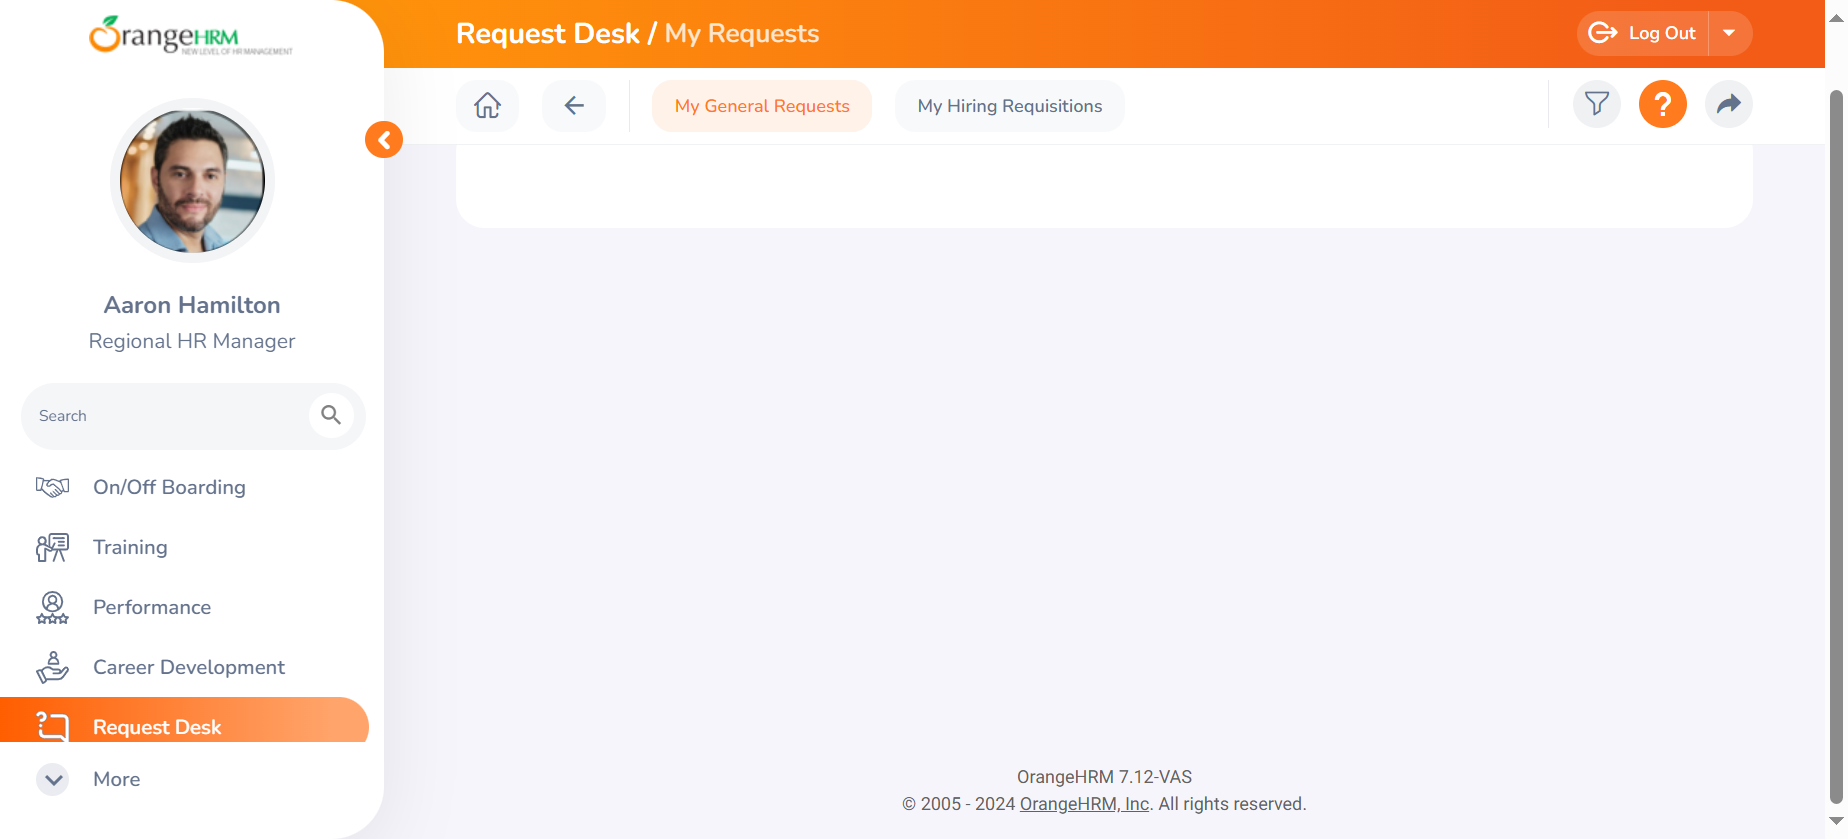 OrangeHRM
NEW LEVEL OF HR MANAGEMENT
Request Desk / My Requests
Log Out
My General Requests
My Hiring Requisitions
?
Aaron Hamilton
Regional HR Manager
Search
On/Off Boarding
Training
Performance
Career Development
Request Desk
More
OrangeHRM 7.12-VAS
© 2005 - 2024 OrangeHRM, Inc. All rights reserved.